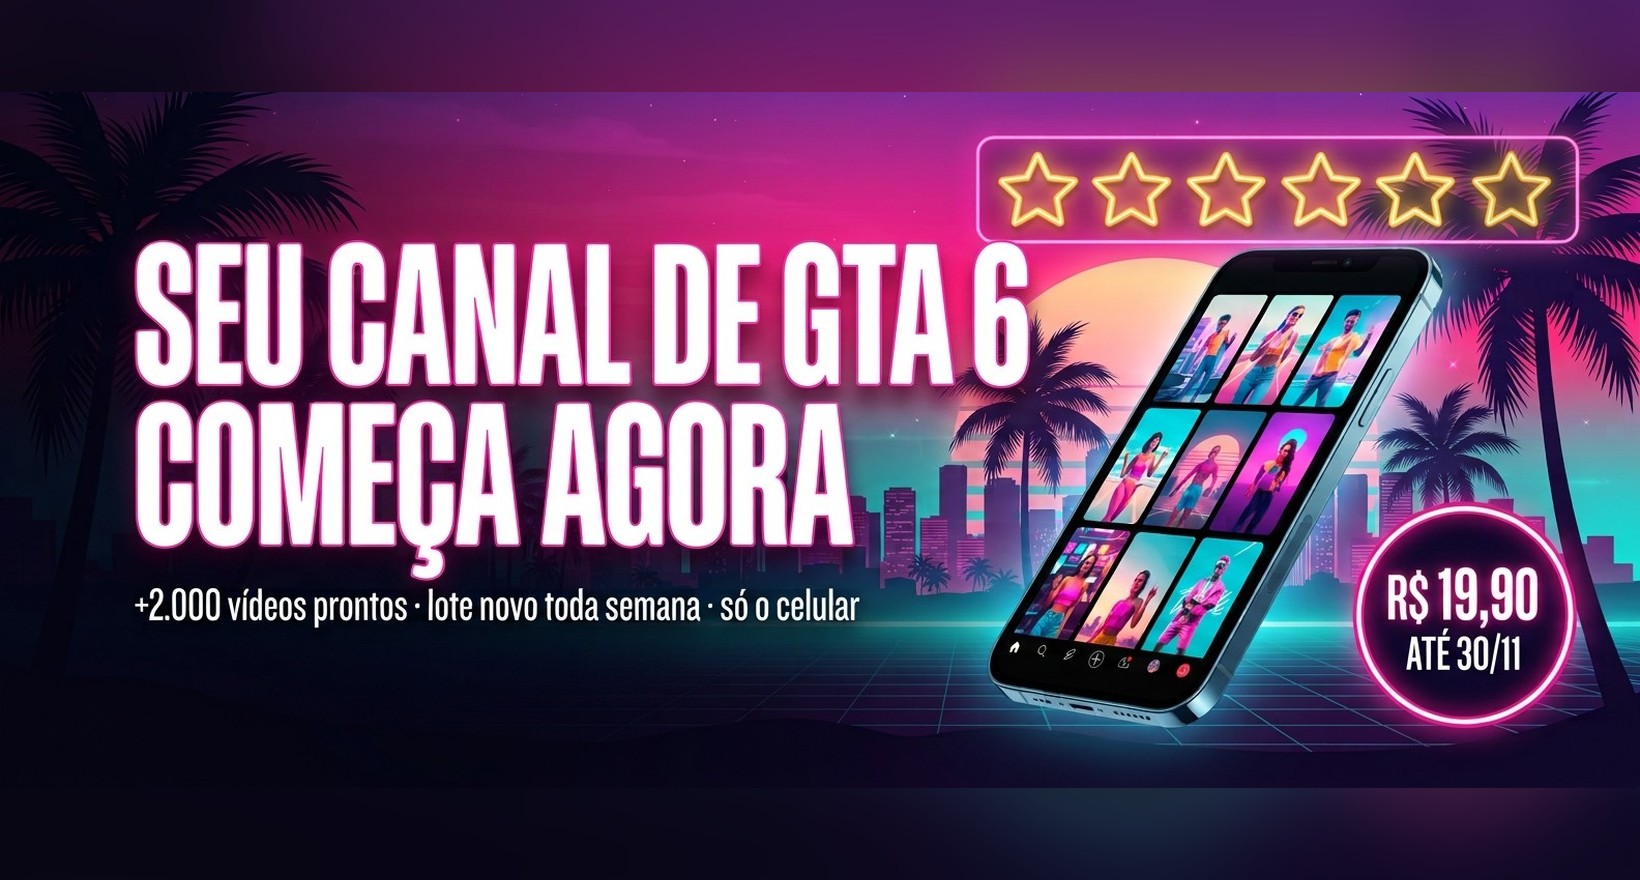 SEU CANAL DE GTA 6
COMEÇA AGORA
+2.000 vídeos prontos · lote novo toda semana · só o celular
R$ 19,90
ATÉ 30/11